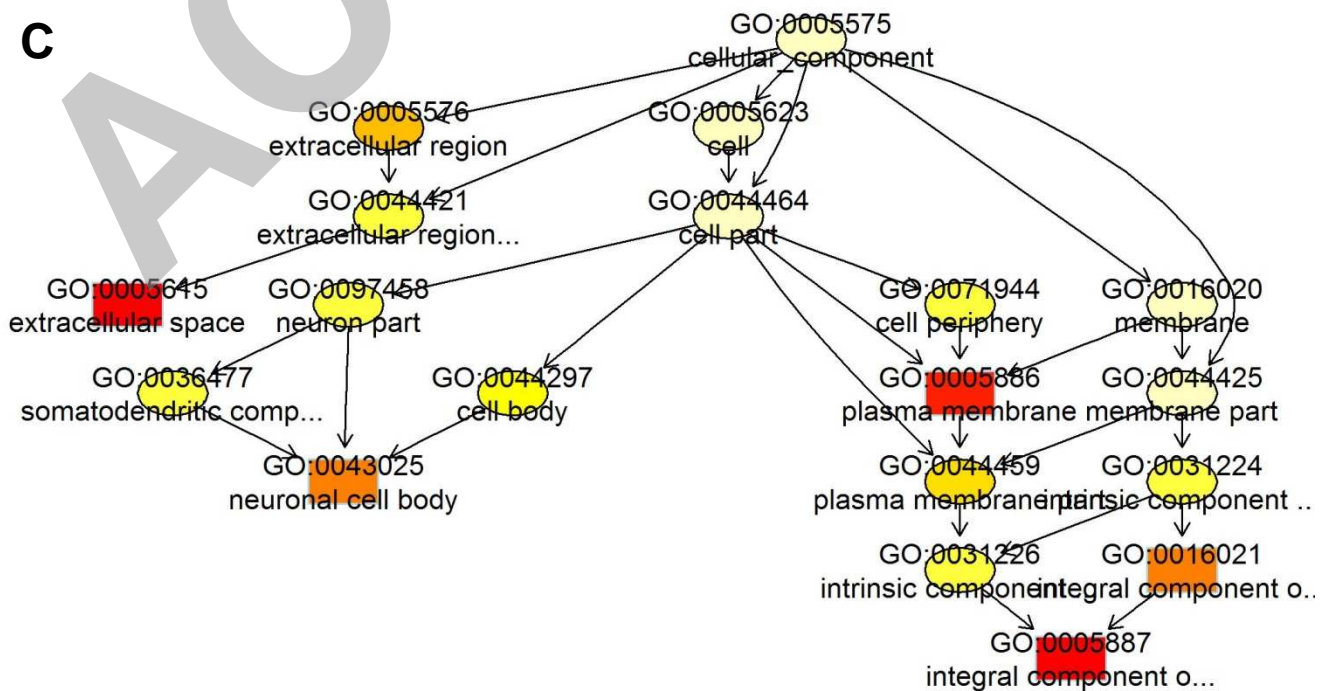 C
GO:0005575
cellular_component
GO:0005576
extracellular region
GO:0005623
cell
GO:0044421
extracellular region...
GO:0044464
cell part
GO:0005615
extracellular space
GO:0097458
neuron part
GO:0071944
cell periphery
GO:0016020
membrane
GO:0036477
somatodendritic comp...
GO:0044297
cell body
GO:0005886
plasma membrane
GO:0044425
membrane part
GO:0043025
neuronal cell body
GO:0044459
plasma membrane part
GO:0031224
intrinsic component ...
GO:0031226
intrinsic component...
GO:0016021
integral component o...
GO:0005887
integral component o...